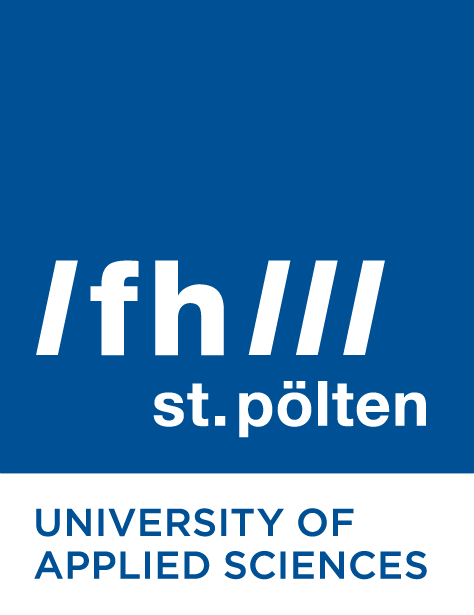 /fh///
st.pölten
UNIVERSITY OF
APPLIED SCIENCES